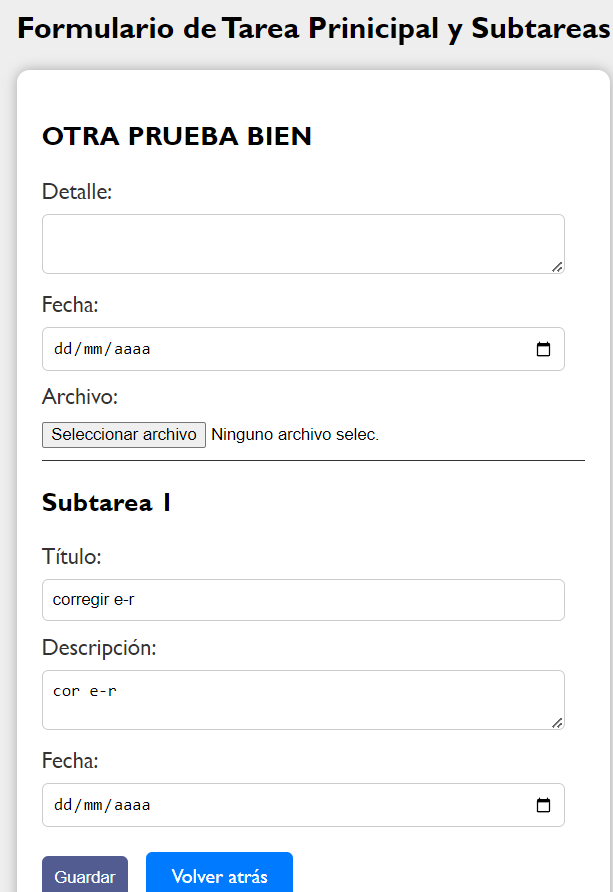 Formulario de Tarea Prinicipal y Subtareas
OTRA PRUEBA BIEN
Detalle:
Fecha:
dd/mm/aaaa
Archivo:
Seleccionar archivo Ninguno archivo selec.
Subtarea 1
Título:
corregir e-r
Descripción:
cor e-r
Fecha:
dd/mm/aaaa
Guardar Volver atrás